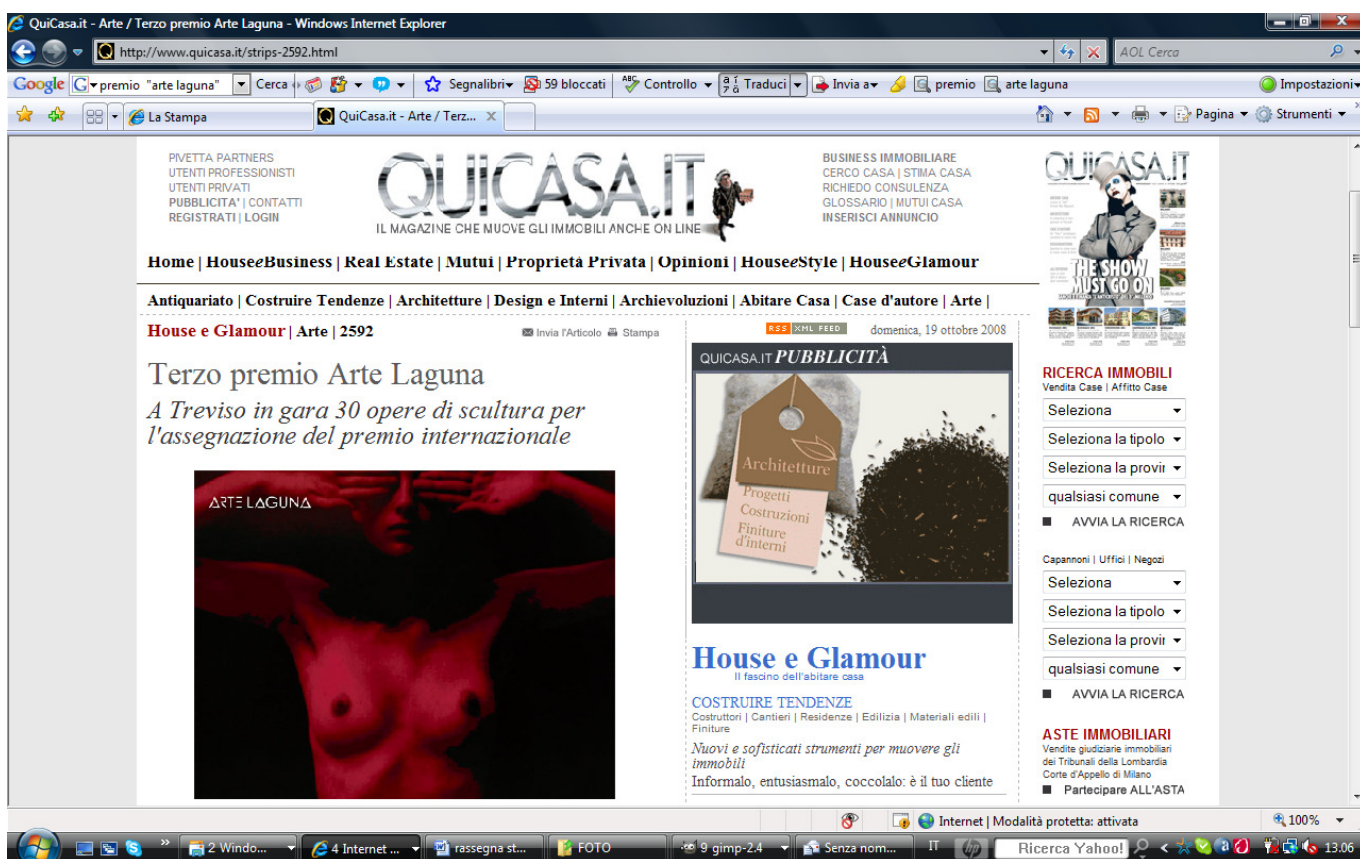 QuiCasa.it - Arte / Terzo premio Arte Laguna - Windows Internet Explorer
http://www.quicasa.it/strips-2592.html
AOL Cerca
Google
premio "arte laguna"
Cerca
Segnalibri
59 bloccati
Controllo
Traduci
Invia a
premio
arte laguna
Impostazioni
La Stampa
QuiCasa.it - Arte / Terz...
Pagina
Strumenti
PIVETTA PARTNERS
UTENTI PROFESSIONISTI
UTENTI PRIVATI
PUBBLICITA' | CONTATTI
REGISTRATI | LOGIN
QUICASA.IT
IL MAGAZINE CHE MUOVE GLI IMMOBILI ANCHE ON LINE
BUSINESS IMMOBILIARE
CERCO CASA | STIMA CASA
RICHIEDO CONSULENZA
GLOSSARIO | MUTUI CASA
INSERISCI ANNUNCIO
QUICASA.IT
THE SHOW
MUST GO ON
Home | HouseeBusiness | Real Estate | Mutui | Proprietà Privata | Opinioni | HouseeStyle | HouseeGlamour
Antiquariato | Costruire Tendenze | Architetture | Design e Interni | Archievoluzioni | Abitare Casa | Case d'autore | Arte |
House e Glamour | Arte | 2592
Invia l'Articolo
Stampa
RSS XML FEED
domenica, 19 ottobre 2008
Terzo premio Arte Laguna
A Treviso in gara 30 opere di scultura per
l'assegnazione del premio internazionale
ARTE LAGUNA
QUICASA.IT PUBBLICITÀ
Architetture
Progetti
Costruzioni
Finiture
d'interni
House e Glamour
Il fascino dell'abitare casa
COSTRUIRE TENDENZE
Costruttori | Cantieri | Residenze | Edilizia | Materiali edili |
Finiture
Nuovi e sofisticati strumenti per muovere gli
immobili
Informalo, entusiasmalo, coccolalo: è il tuo cliente
RICERCA IMMOBILI
Vendita Case | Affitto Case
Seleziona
Seleziona la tipolo
Seleziona la provir
qualsiasi comune
AVVIA LA RICERCA
Capannoni | Uffici | Negozi
Seleziona
Seleziona la tipolo
Seleziona la provir
qualsiasi comune
AVVIA LA RICERCA
ASTE IMMOBILIARI
Vendite giudiziarie immobiliari
dei Tribunali della Lombardia
Corte d'Appello di Milano
Partecipare ALL'ASTA
Internet | Modalità protetta: attivata
100%
2 Windo...
4 Internet ...
rassegna st...
FOTO
9 gimp-2.4
Senza nom...
IT
hp
Ricerca Yahoo!
13.06